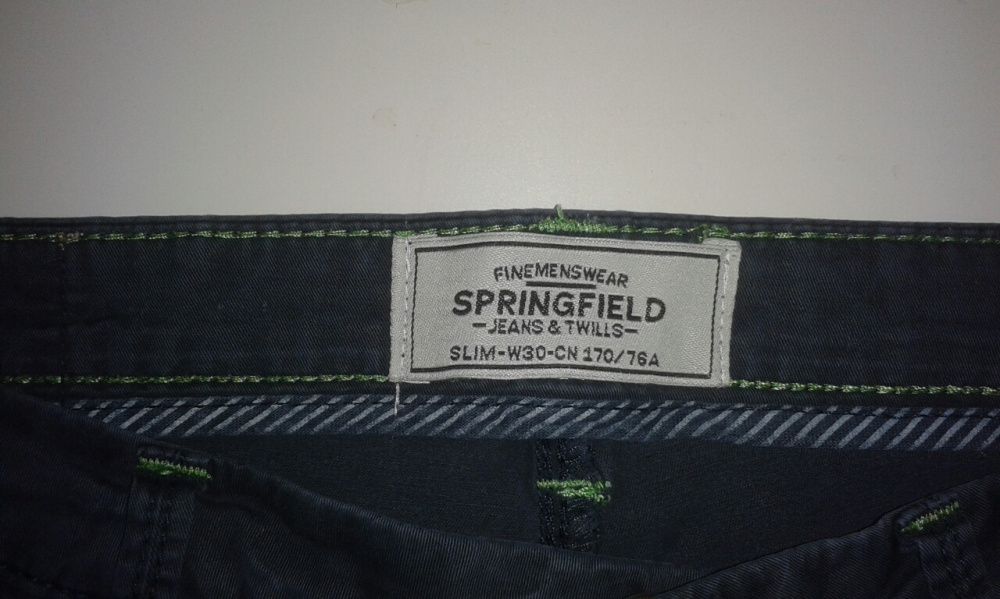 FINEMENSWEAR
SPRINGFIELD
-JEANS & TWILLS-
SLIM-W30-CN 170/76A